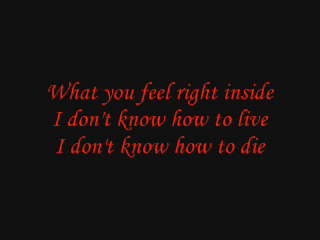 What you feel right inside
I don't know how to live
I don't know how to die